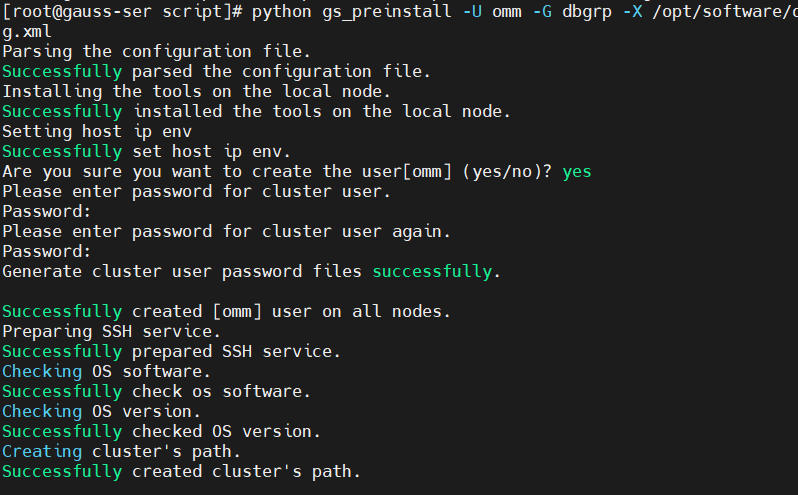 [root@gauss-ser script]# python gs_preinstall -U omm -G dbgrp -X /opt/software/
g.xml
Parsing the configuration file.
Successfully parsed the configuration file.
Installing the tools on the local node.
Successfully installed the tools on the local node.
Setting host ip env
Successfully set host ip env.
Are you sure you want to create the user[omm] (yes/no)? yes
Please enter password for cluster user.
Password:
Please enter password for cluster user again.
Password:
Generate cluster user password files successfully.

Successfully created [omm] user on all nodes.
Preparing SSH service.
Successfully prepared SSH service.
Checking OS software.
Successfully check os software.
Checking OS version.
Successfully checked OS version.
Creating cluster's path.
Successfully created cluster's path.